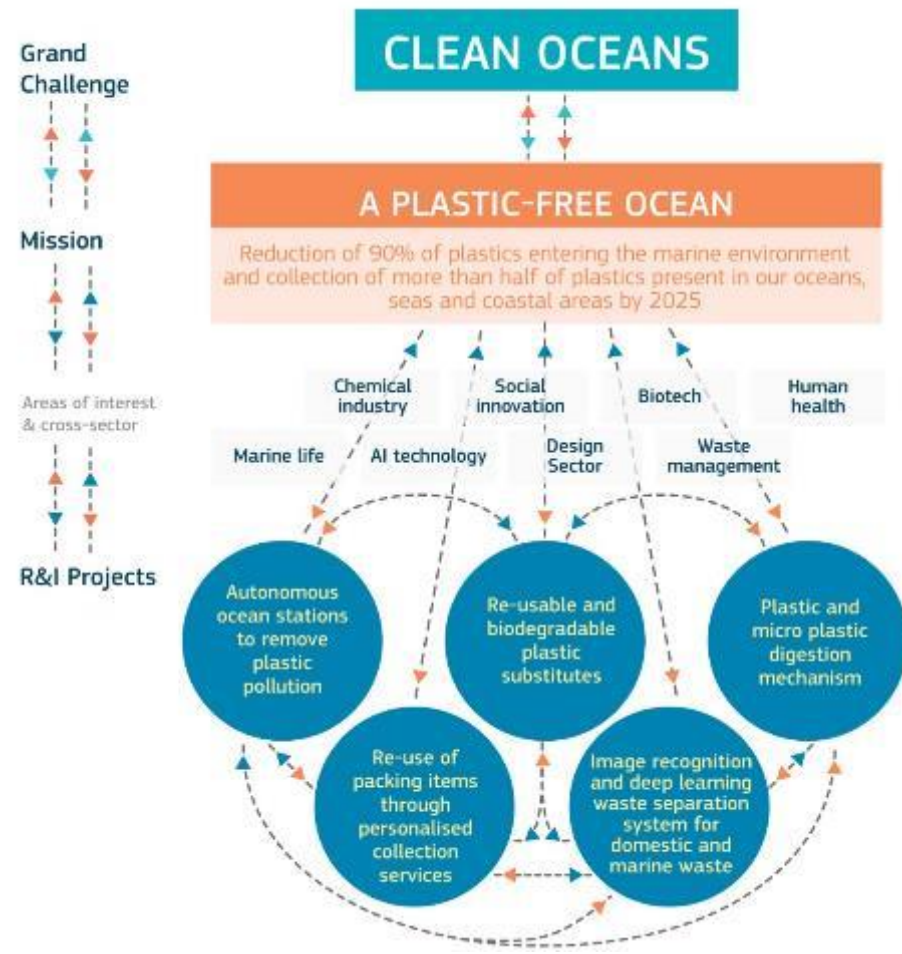 Grand
Challenge
Mission
Areas of interest
& cross-sector
R&I Projects
CLEAN OCEANS
A PLASTIC-FREE OCEAN
Reduction of 90% of plastics entering the marine environment
and collection of more than half of plastics present in our oceans,
seas and coastal areas by 2025
Chemical
industry
Social
innovation
Biotech
Human
health
Marine life
AI technology
Design
Sector
Waste
management
Autonomous
ocean stations
to remove
plastic
pollution
Re-usable and
biodegradable
plastic
substitutes
Plastic and
micro plastic
digestion
mechanism
Re-use of
packing items
through
personalised
collection
services
Image recognition
and deep learning
waste separation
system for
domestic and
marine waste